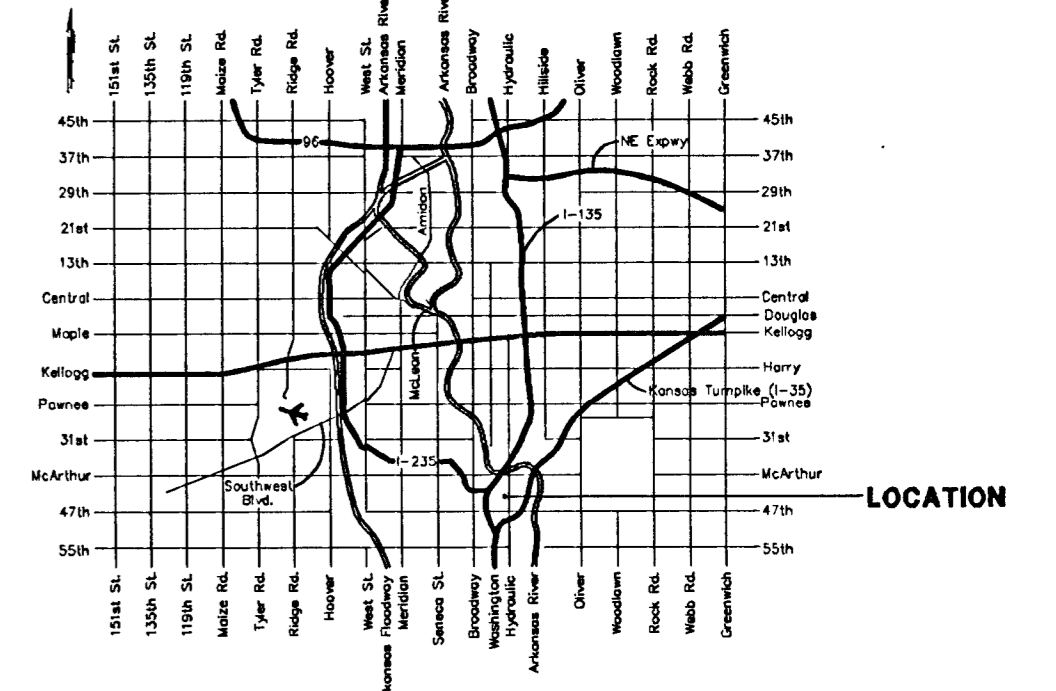 151st St.
135th St.
119th St.
Maize Rd.
Tyler Rd.
Ridge Rd.
Hoover
West St.
Arkansas River
Meridian
Arkansas River
Broadway
Hydraulic
Hillside
Oliver
Woodlawn
Rock Rd.
Webb Rd.
Greenwich
45th
37th
29th
21st
13th
Central
Maple
Kellogg
Pawnee
31st
McArthur
47th
55th
96
NE Expwy
I-135
Amidon
McLean
Kansas Turnpike (I-35)
I-235
Southwest
Blvd.
45th
37th
29th
21st
13th
Central
Douglas
Kellogg
Harry
Pawnee
31st
McArthur
47th
55th
LOCATION
151st St.
135th St.
119th St.
Maize Rd.
Tyler Rd.
Ridge Rd.
Hoover
West St.
kansas Floodway
Meridian
Seneca St.
Broadway
Washington
Hydraulic
Arkansas River
Oliver
Woodlawn
Rock Rd.
Webb Rd.
Greenwich